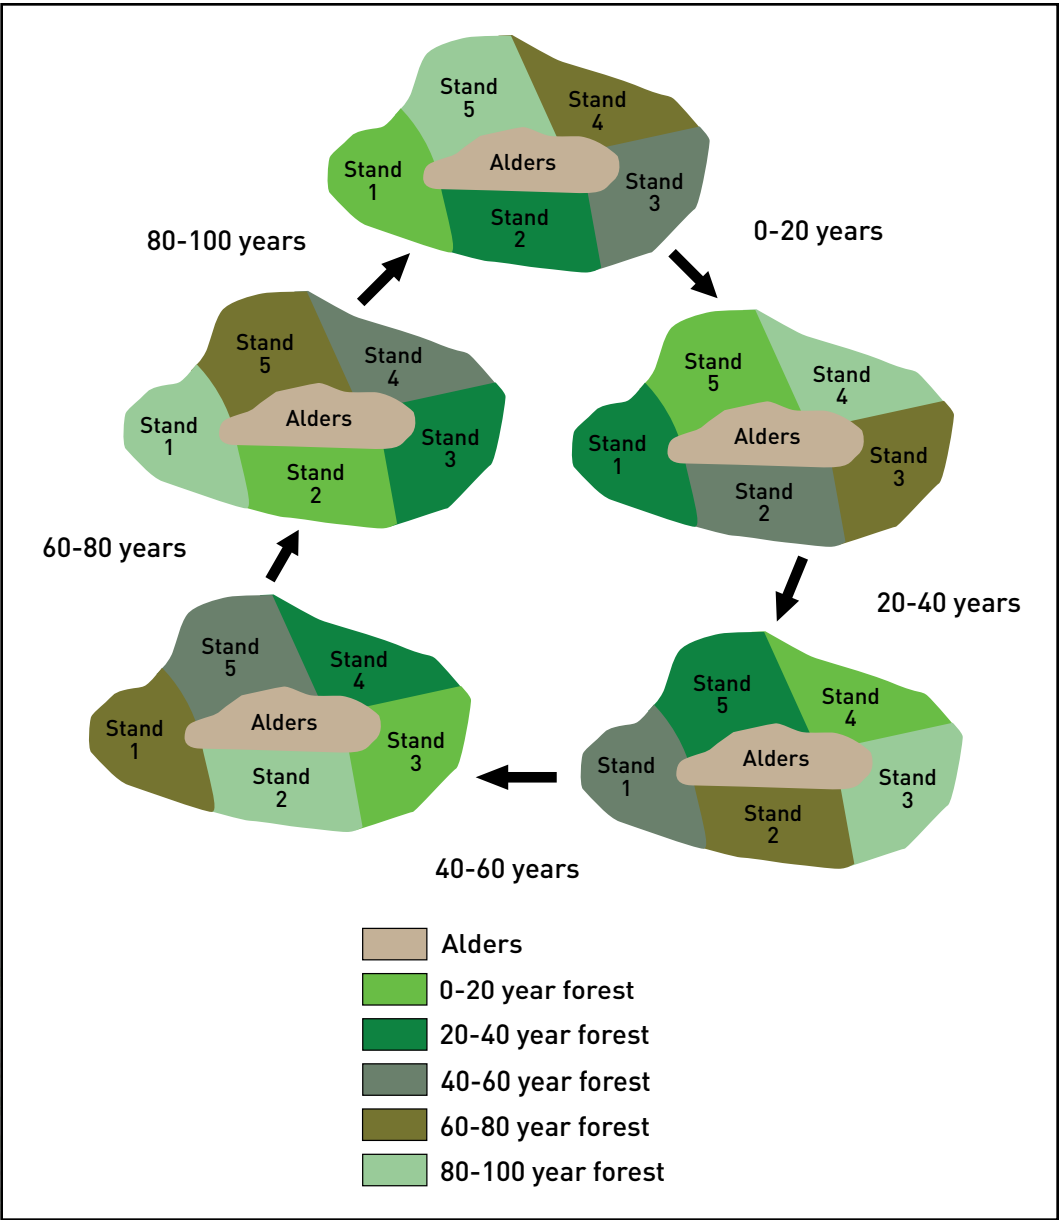 Stand
5
Stand
4
Alders
Stand
1
Stand
3
Stand
2
80-100 years
0-20 years
Stand
5
Stand
4
Alders
Stand
1
Stand
3
Stand
2
Stand
5
Stand
4
Alders
Stand
1
Stand
3
Stand
2
60-80 years
20-40 years
Stand
5
Stand
4
Alders
Stand
1
Stand
3
Stand
2
Stand
5
Stand
4
Alders
Stand
1
Stand
3
Stand
2
40-60 years
Alders
0-20 year forest
20-40 year forest
40-60 year forest
60-80 year forest
80-100 year forest